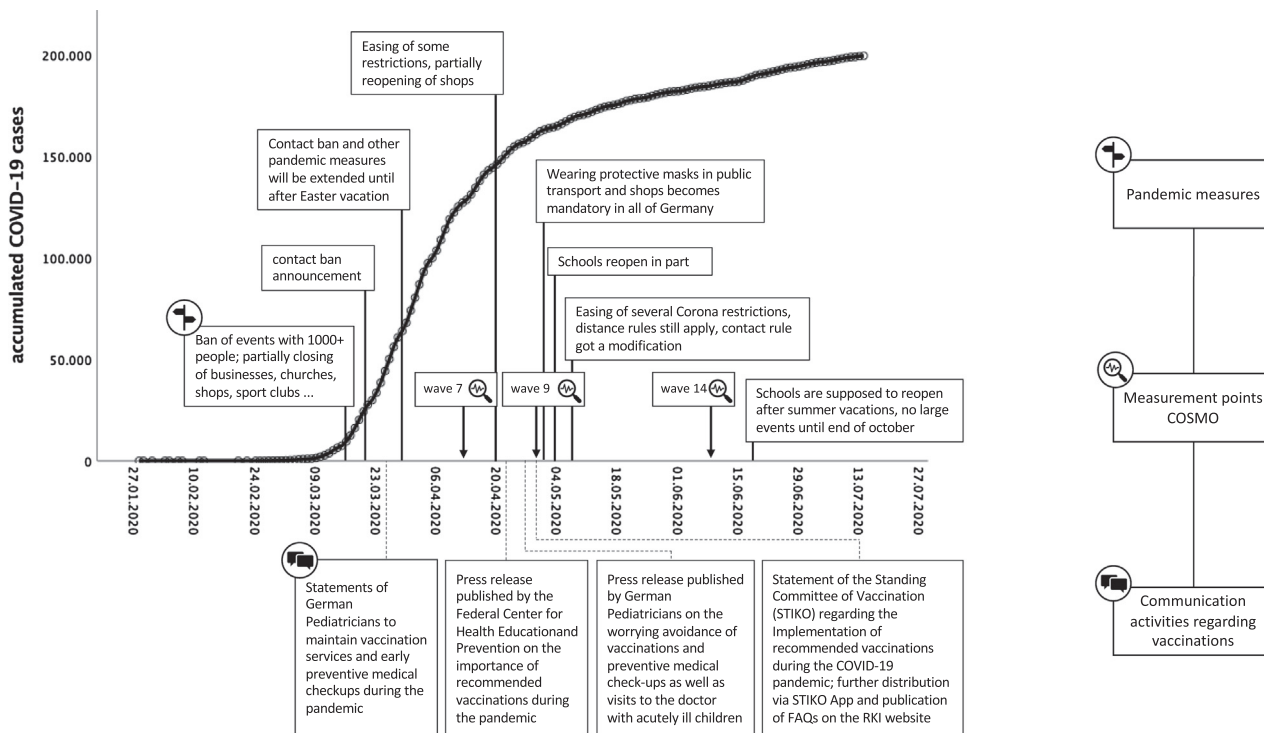 accumulated COVID-19 cases
200.000
150.000
100.000
50.000
0
Easing of some
restrictions, partially
reopening of shops
Contact ban and other
pandemic measures
will be extended until
after Easter vacation
contact ban
announcement
Ban of events with 1000+
people; partially closing
of businesses, churches,
shops, sport clubs ...
Wearing protective masks in public
transport and shops becomes
mandatory in all of Germany
Schools reopen in part
Easing of several Corona restrictions,
distance rules still apply, contact rule
got a modification
wave 7
wave 9
wave 14
Schools are supposed to reopen
after summer vacations, no large
events until end of october
27.01.2020
10.02.2020
24.02.2020
09.03.2020
23.03.2020
06.04.2020
20.04.2020
04.05.2020
18.05.2020
01.06.2020
15.06.2020
29.06.2020
13.07.2020
27.07.2020
Statements of
German
Pediatricians to
maintain vaccination
services and early
preventive medical
checkups during the
pandemic
Press release
published by the
Federal Center for
Health Educationand
Prevention on the
importance of
recommended
vaccinations during
the pandemic
Press release published
by German
Pediatricians on the
worrying avoidance of
vaccinations and
preventive medical
check-ups as well as
visits to the doctor
with acutely ill children
Statement of the Standing
Committee of Vaccination
(STIKO) regarding the
Implementation of
recommended vaccinations
during the COVID-19
pandemic; further distribution
via STIKO App and publication
of FAQs on the RKI website
Pandemic measures
Measurement points
COSMO
Communication
activities regarding
vaccinations